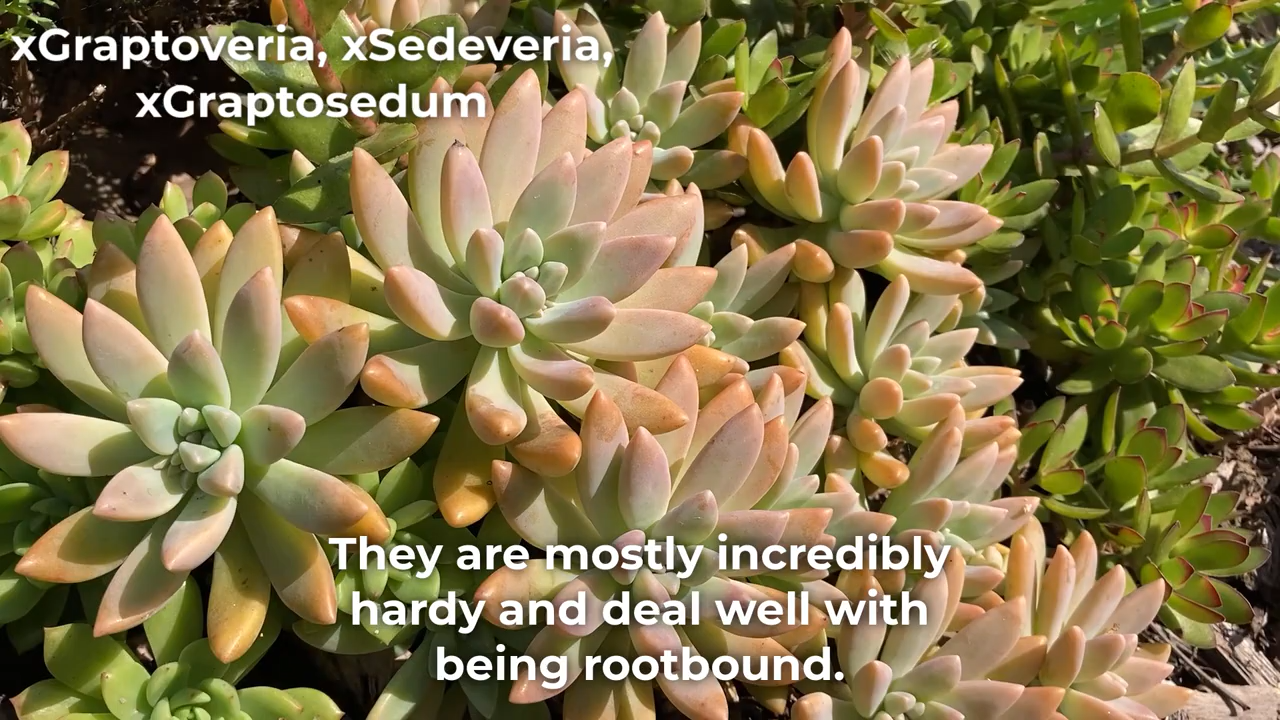 xGraptoveria, xSedeveria,
xGraptosedum
They are mostly incredibly
hardy and deal well with
being rootbound.